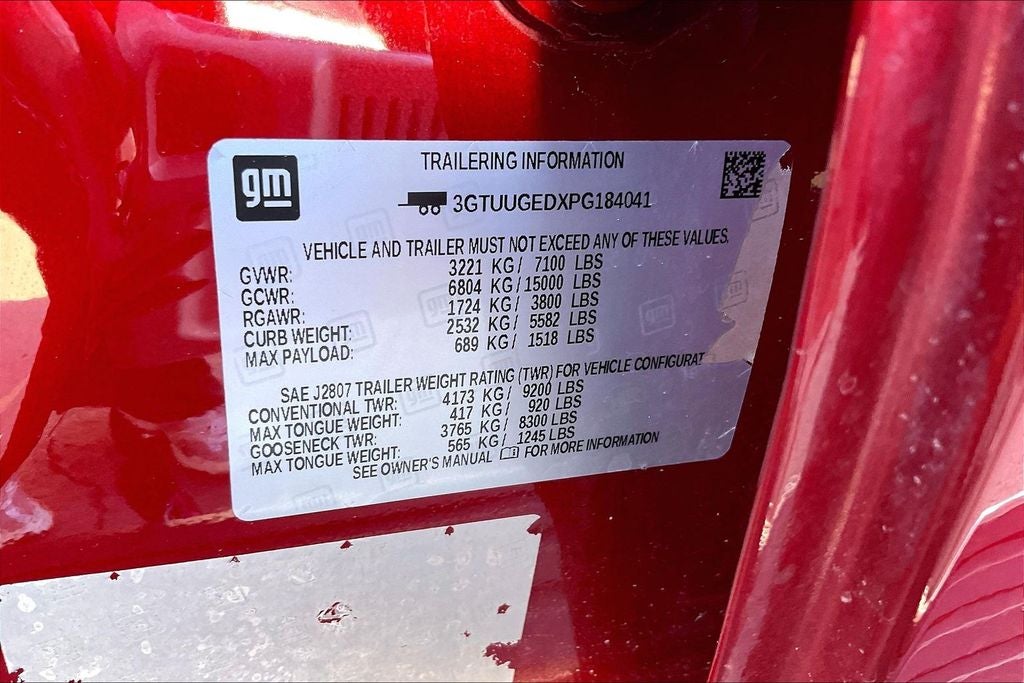 gm
TRAILERING INFORMATION
3GTUUGEDXPG184041
VEHICLE AND TRAILER MUST NOT EXCEED ANY OF THESE VALUES.
GVWR: 3221 KG / 7100 LBS
GCWR: 6804 KG / 15000 LBS
RGAWR: 1724 KG / 3800 LBS
CURB WEIGHT: 2532 KG / 5582 LBS
MAX PAYLOAD: 689 KG / 1518 LBS
SAE J2807 TRAILER WEIGHT RATING (TWR) FOR VEHICLE CONFIGURAT
CONVENTIONAL TWR: 4173 KG / 9200 LBS
MAX TONGUE WEIGHT: 417 KG / 920 LBS
GOOSENECK TWR: 3765 KG / 8300 LBS
MAX TONGUE WEIGHT: 565 KG / 1245 LBS
SEE OWNER'S MANUAL FOR MORE INFORMATION